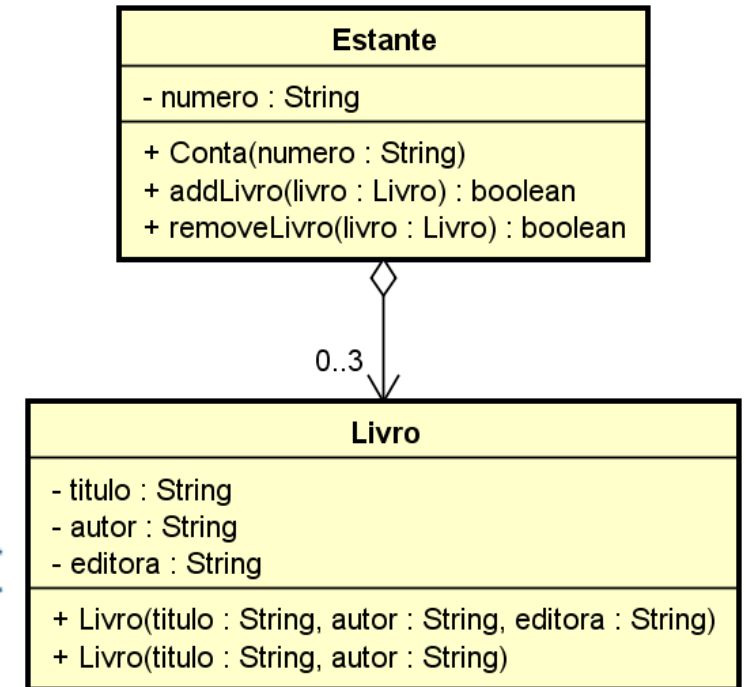 Estante
- numero : String
+ Conta(numero : String)
+ addLivro(livro : Livro) : boolean
+ removeLivro(livro : Livro) : boolean
0..3
Livro
- titulo : String
- autor : String
- editora : String
+ Livro(titulo : String, autor : String, editora : String)
+ Livro(titulo : String, autor : String)